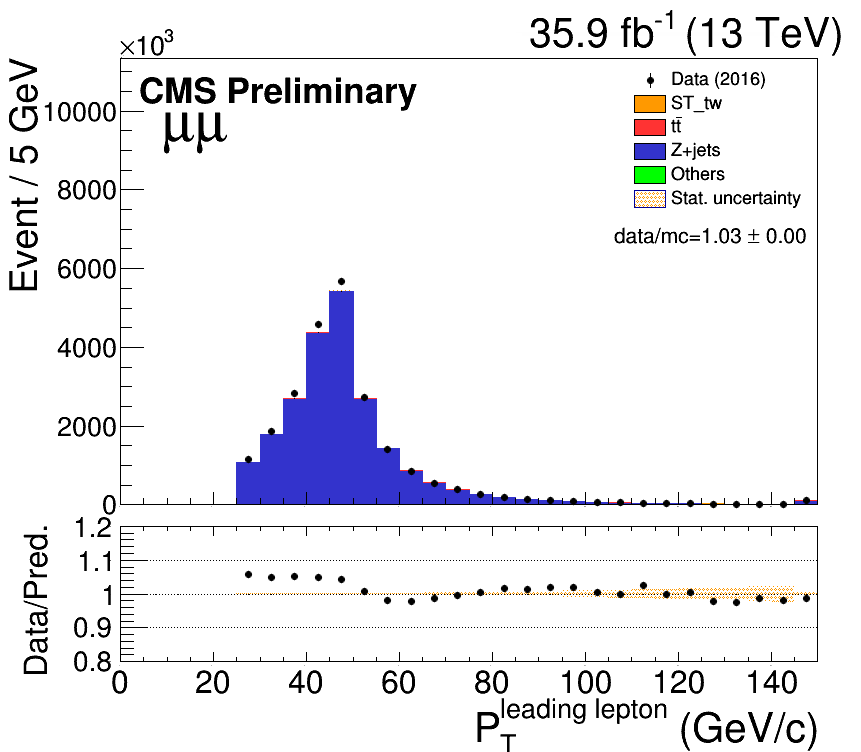 35.9 fb⁻¹ (13 TeV)
×10³
CMS Preliminary
μμ
Data (2016)
ST_tw
tt̄
Z+jets
Others
Stat. uncertainty
data/mc=1.03 ± 0.00
Event / 5 GeV
10000
8000
6000
4000
2000
0
Data/Pred.
1.2
1.1
1
0.9
0.8
0 20 40 60 80 100 120 140
P_T^leading lepton (GeV/c)